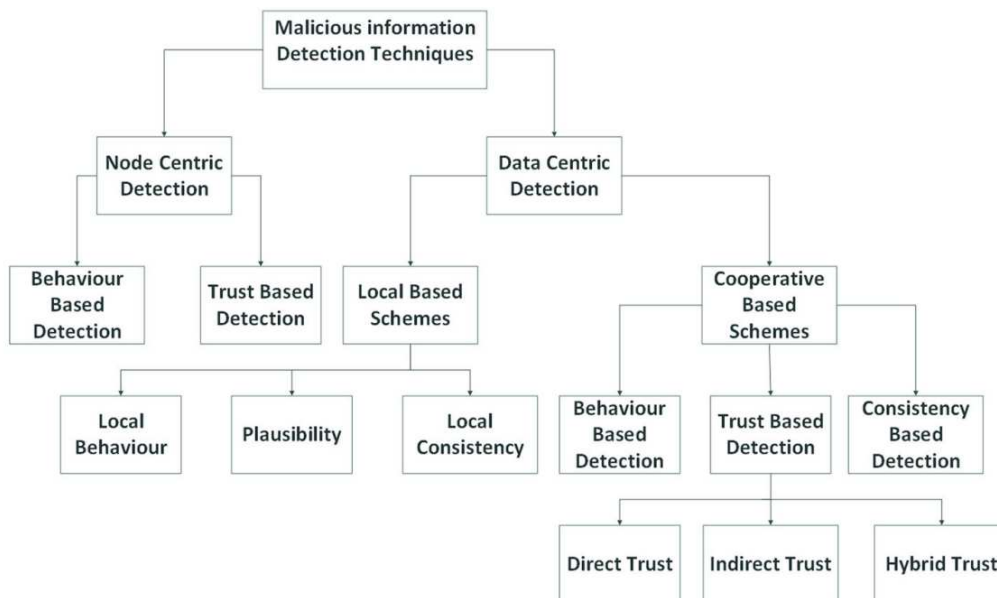 Malicious information
Detection Techniques
Node Centric
Detection
Data Centric
Detection
Behaviour
Based
Detection
Trust Based
Detection
Local Based
Schemes
Cooperative
Based
Schemes
Local
Behaviour
Plausibility
Local
Consistency
Behaviour
Based
Detection
Trust Based
Detection
Consistency
Based
Detection
Direct Trust
Indirect Trust
Hybrid Trust